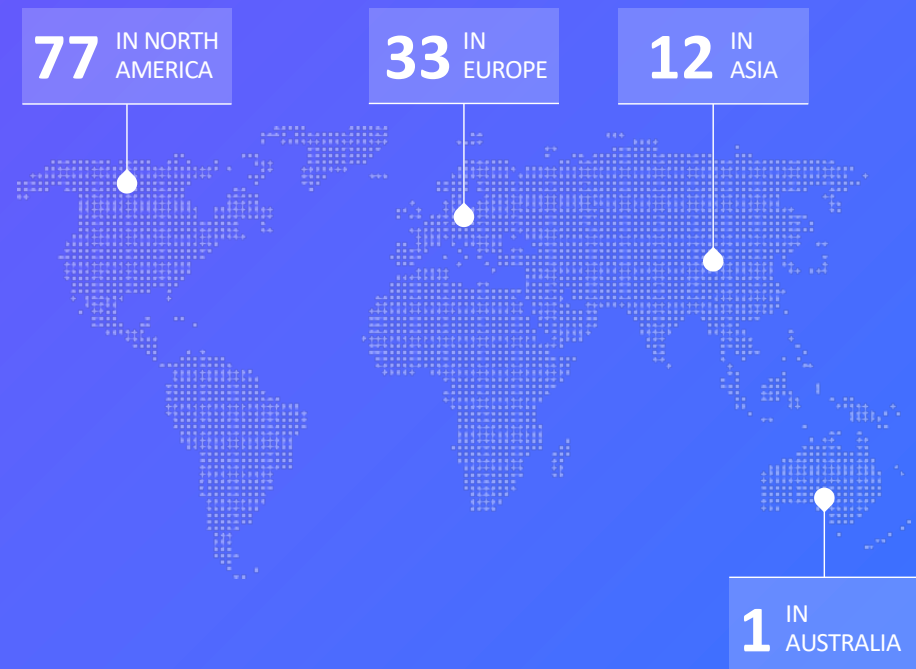 77 IN NORTH
AMERICA
33 IN
EUROPE
12 IN
ASIA
1 IN
AUSTRALIA